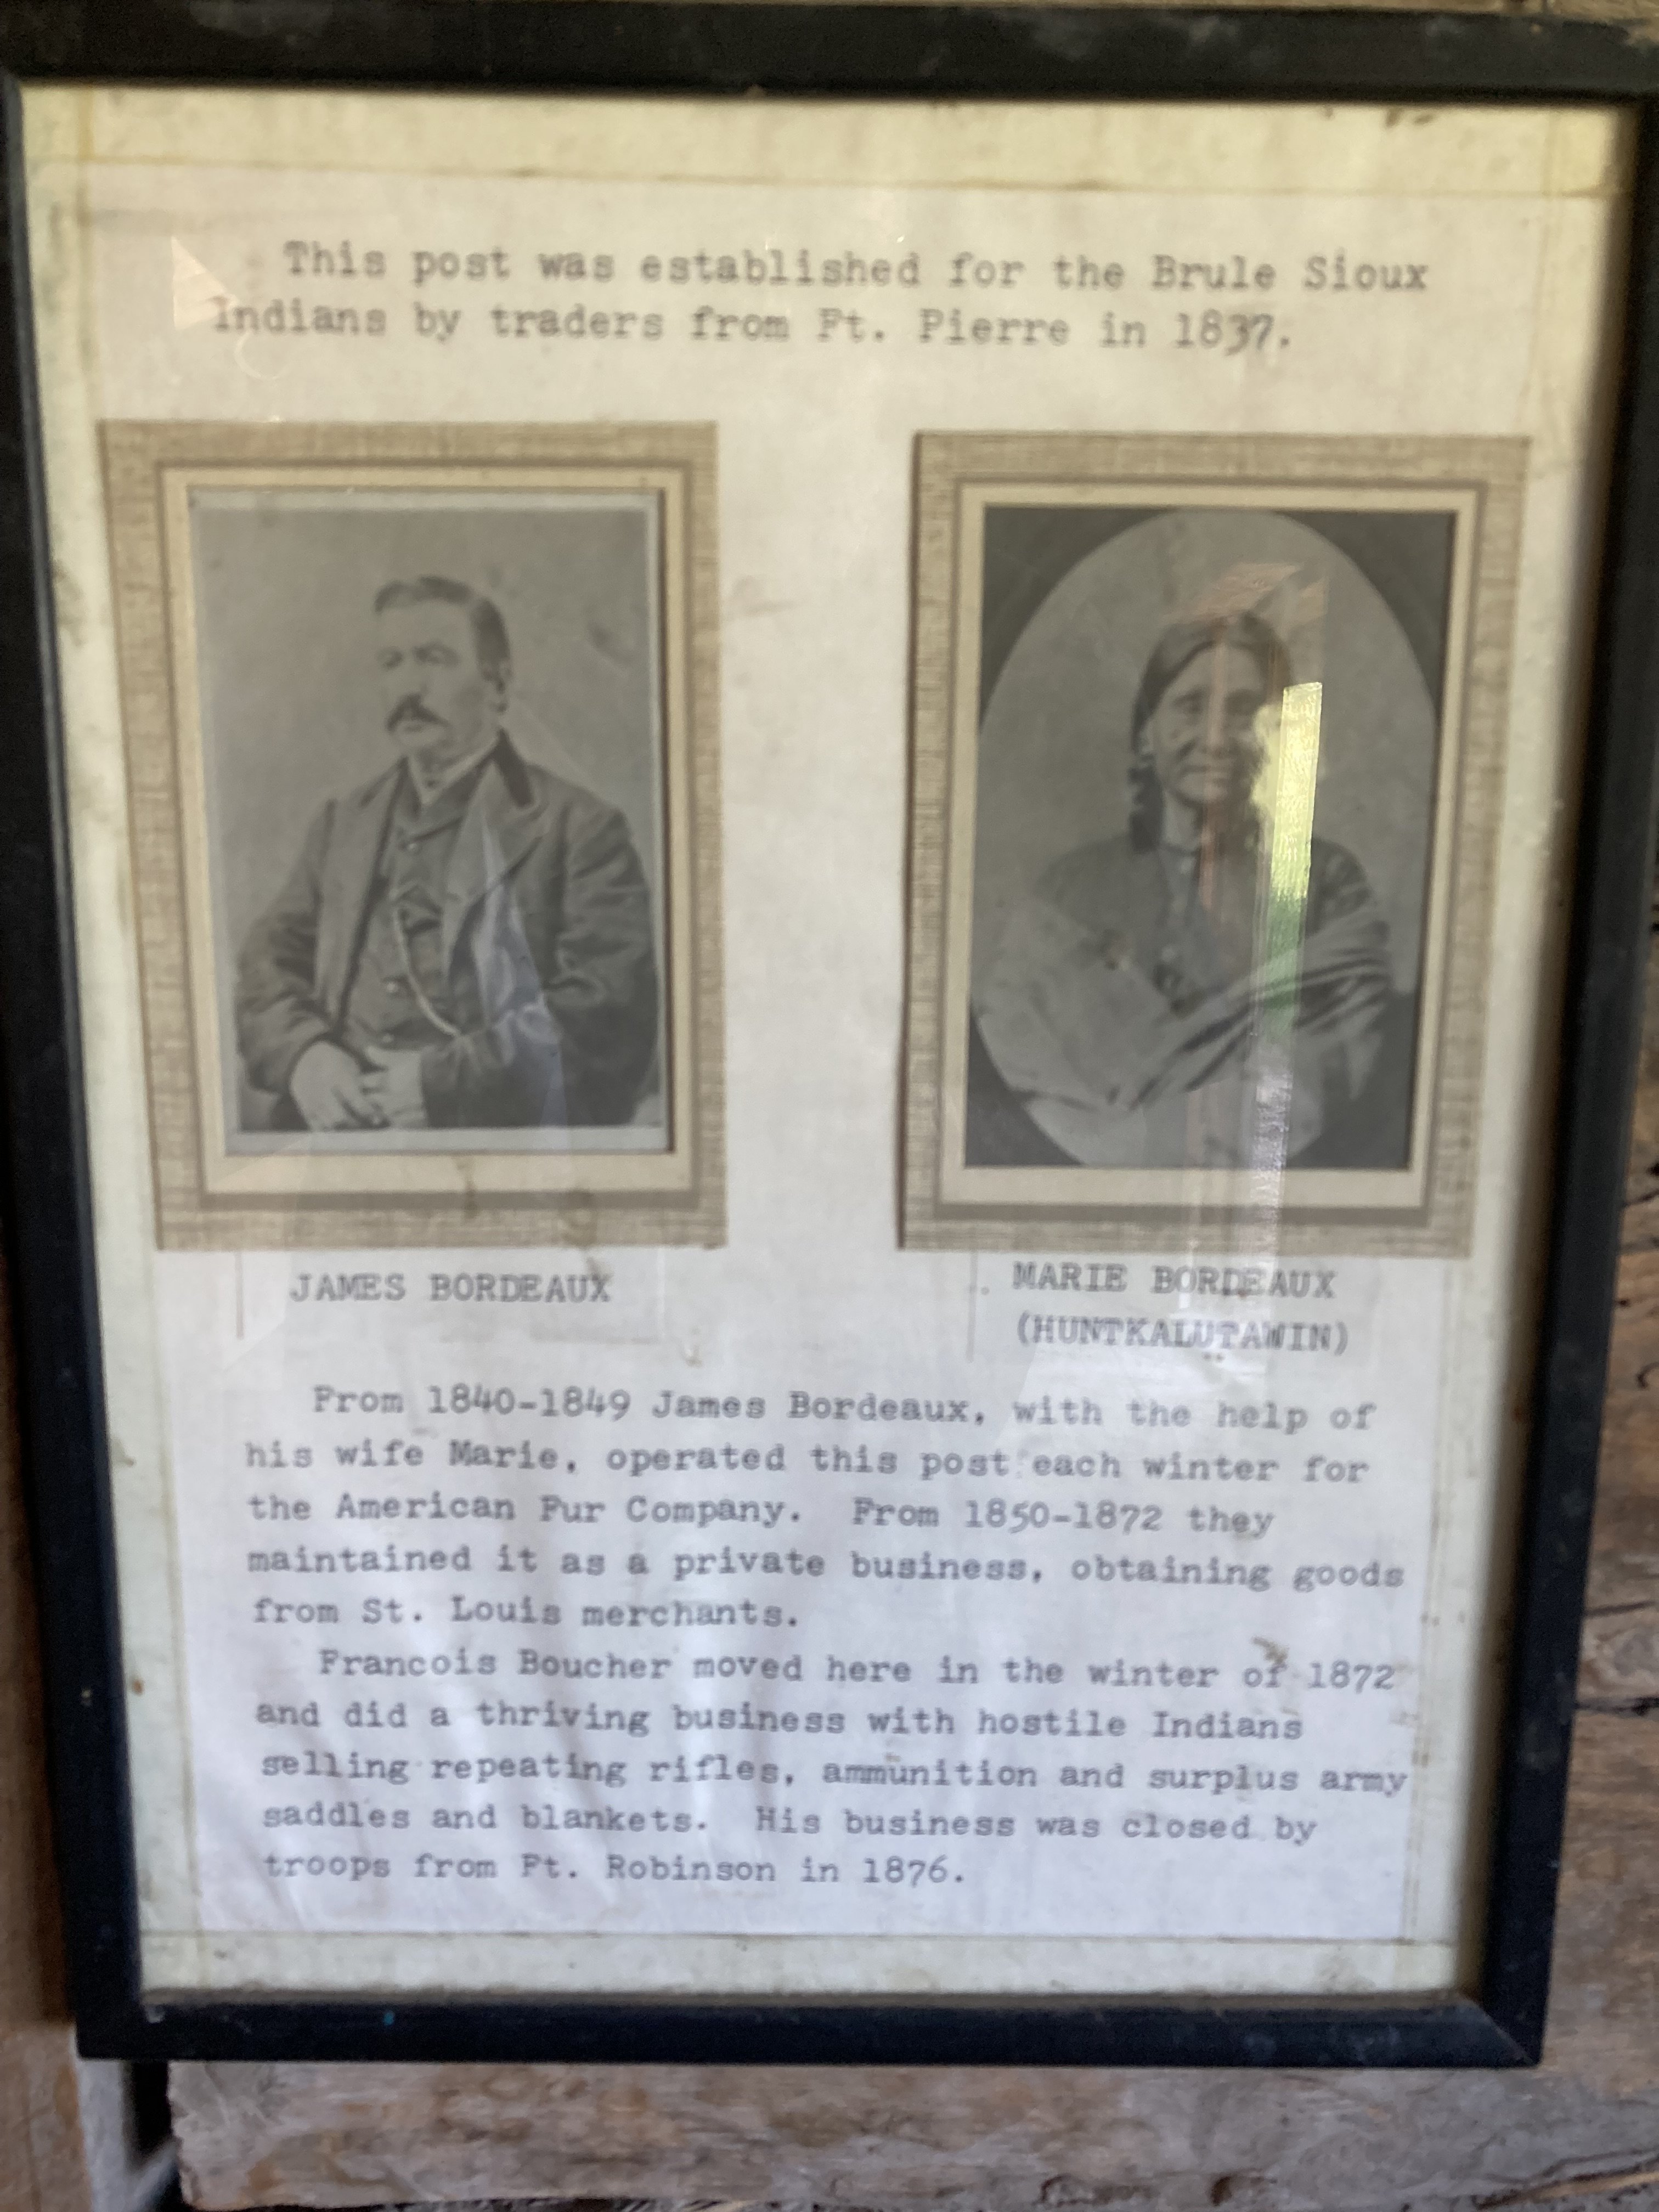 This post was established for the Brule Sioux
Indians by traders from Ft. Pierre in 1837.
JAMES BORDEAUX
MARIE BORDEAUX
(HUNTKALUTAWIN)
From 1840-1849 James Bordeaux, with the help of
his wife Marie, operated this post each winter for
the American Fur Company. From 1850-1872 they
maintained it as a private business, obtaining goods
from St. Louis merchants.
Francois Boucher moved here in the winter of 1872
and did a thriving business with hostile Indians
selling repeating rifles, ammunition and surplus army
saddles and blankets. His business was closed by
troops from Ft. Robinson in 1876.